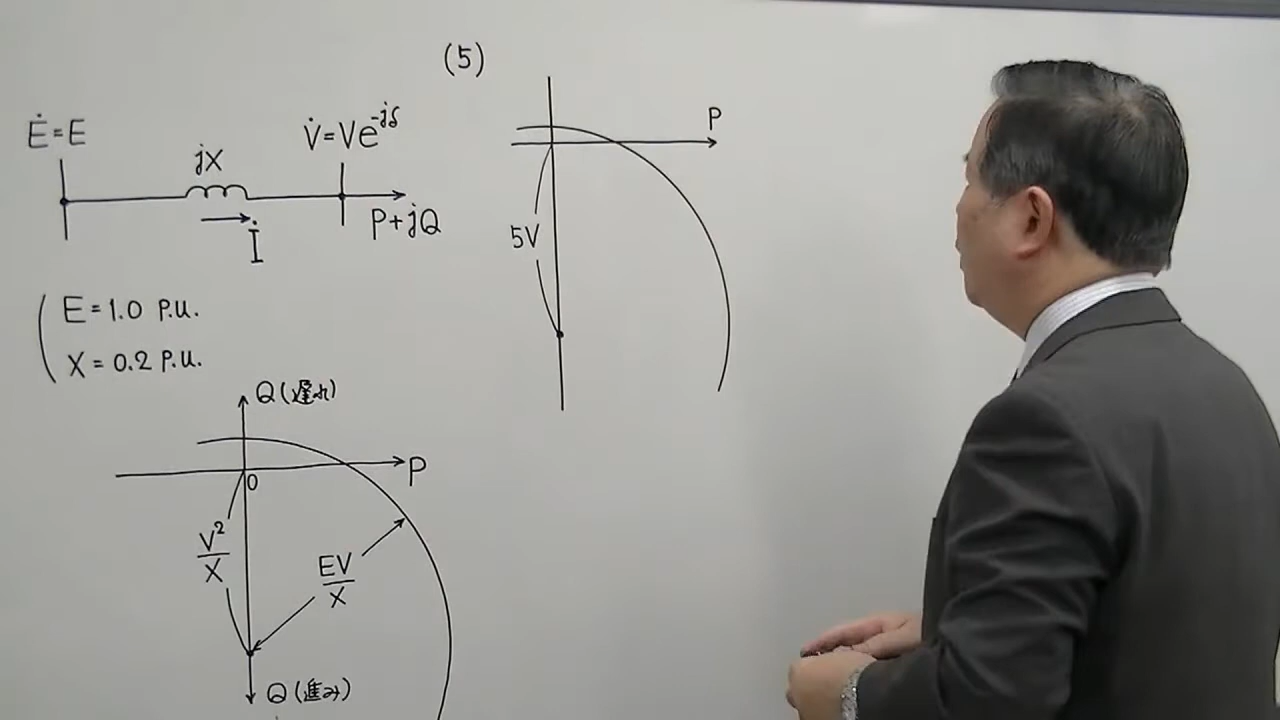 Ė=E
jX
V̇=Ve^-jδ
İ
P+jQ
E=1.0 P.U.
X=0.2 P.U.
Q(遅れ)
P
0
V²/X
EV/X
Q(進み)
(5)
P
5V